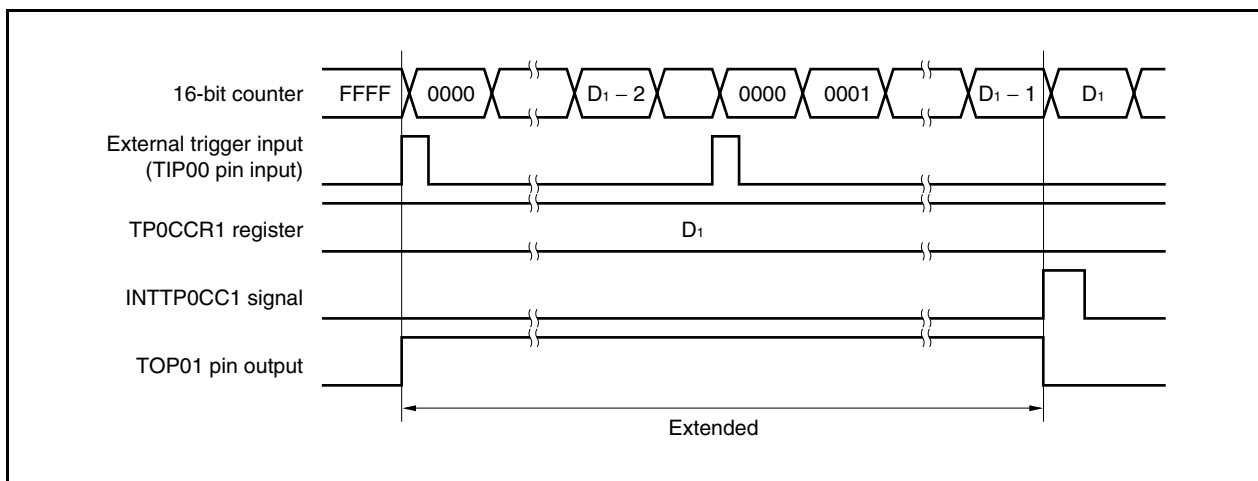 16-bit counter FFFF 0000 D1 − 2 0000 0001 D1 − 1 D1
External trigger input
(TIP00 pin input)
TP0CCR1 register D1
INTTP0CC1 signal
TOP01 pin output
Extended